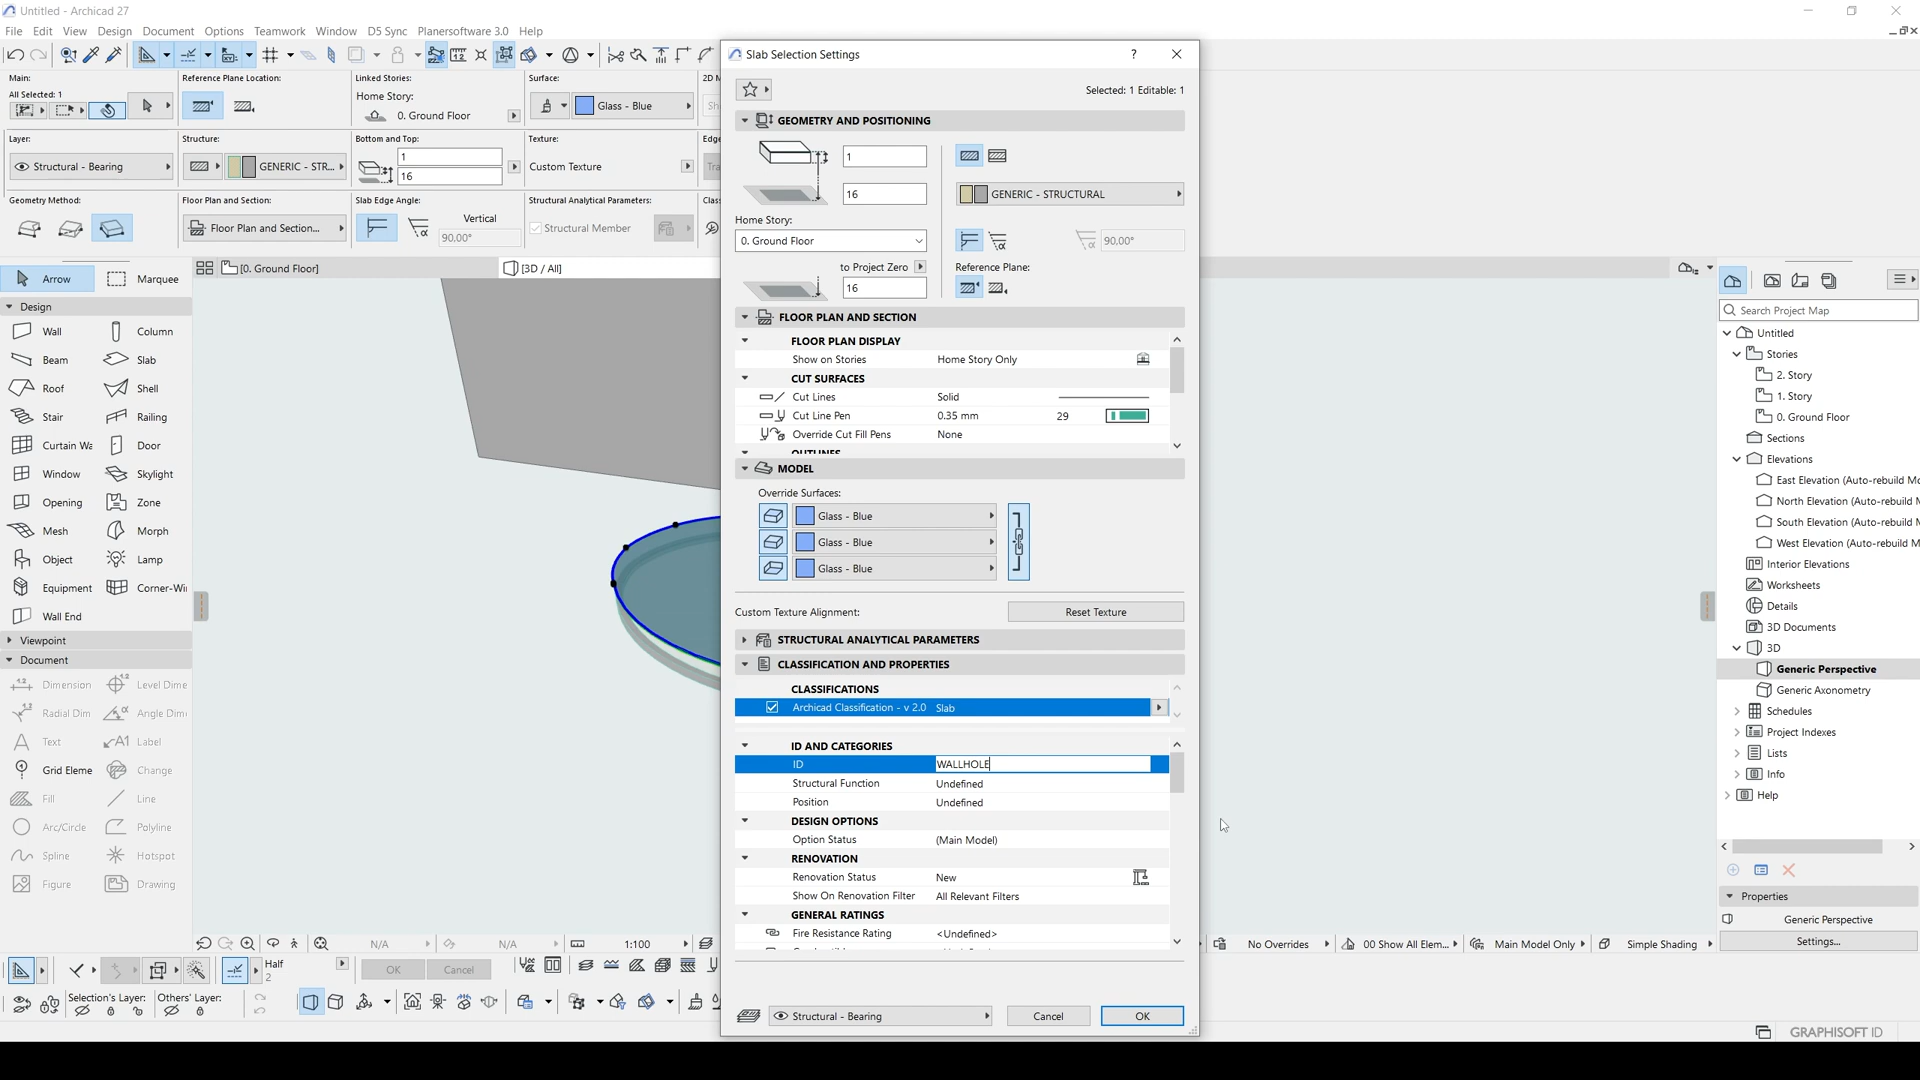 Untitled - Archicad 27
File Edit View Design Document Options Teamwork Window D5 Sync Planersoftware 3.0 Help
Main:
All Selected: 1
Reference Plane Location:
Linked Stories:
Home Story:
0. Ground Floor
Surface:
Glass - Blue
2D M
Layer:
Structural - Bearing
Structure:
GENERIC - STR...
Bottom and Top:
1
16
Texture:
Custom Texture
Edge
Tra
Geometry Method:
Floor Plan and Section:
Floor Plan and Section...
Slab Edge Angle:
Vertical
90,00°
Structural Analytical Parameters:
Structural Member
Clas
[0. Ground Floor]
[3D / All]
Arrow
Marquee
Design
Wall
Column
Beam
Slab
Roof
Shell
Stair
Railing
Curtain Wa
Door
Window
Skylight
Opening
Zone
Mesh
Morph
Object
Lamp
Equipment
Corner-Wi
Wall End
Viewpoint
Document
Dimension
Level Dime
Radial Dim
Angle Dim
Text
Label
Grid Eleme
Change
Fill
Line
Arc/Circle
Polyline
Spline
Hotspot
Figure
Drawing
Slab Selection Settings
?
Selected: 1 Editable: 1
GEOMETRY AND POSITIONING
1
16
GENERIC - STRUCTURAL
Home Story:
0. Ground Floor
90,00°
to Project Zero
Reference Plane:
16
FLOOR PLAN AND SECTION
FLOOR PLAN DISPLAY
Show on Stories Home Story Only
CUT SURFACES
Cut Lines Solid
Cut Line Pen 0.35 mm 29
Override Cut Fill Pens None
OUTLINES
MODEL
Override Surfaces:
Glass - Blue
Glass - Blue
Glass - Blue
Custom Texture Alignment:
Reset Texture
STRUCTURAL ANALYTICAL PARAMETERS
CLASSIFICATION AND PROPERTIES
CLASSIFICATIONS
Archicad Classification - v 2.0 Slab
ID AND CATEGORIES
ID WALLHOLE
Structural Function Undefined
Position Undefined
DESIGN OPTIONS
Option Status (Main Model)
RENOVATION
Renovation Status New
Show On Renovation Filter All Relevant Filters
GENERAL RATINGS
Fire Resistance Rating <Undefined>
Structural - Bearing
Cancel
OK
Search Project Map
Untitled
Stories
2. Story
1. Story
0. Ground Floor
Sections
Elevations
East Elevation (Auto-rebuild Mo
North Elevation (Auto-rebuild M
South Elevation (Auto-rebuild M
West Elevation (Auto-rebuild M
Interior Elevations
Worksheets
Details
3D Documents
3D
Generic Perspective
Generic Axonometry
Schedules
Project Indexes
Lists
Info
Help
Properties
Generic Perspective
Settings...
N/A
N/A
1:100
No Overrides
00 Show All Elem...
Main Model Only
Simple Shading
Half
2
OK
Cancel
Selection's Layer:
Others' Layer:
GRAPHISOFT ID